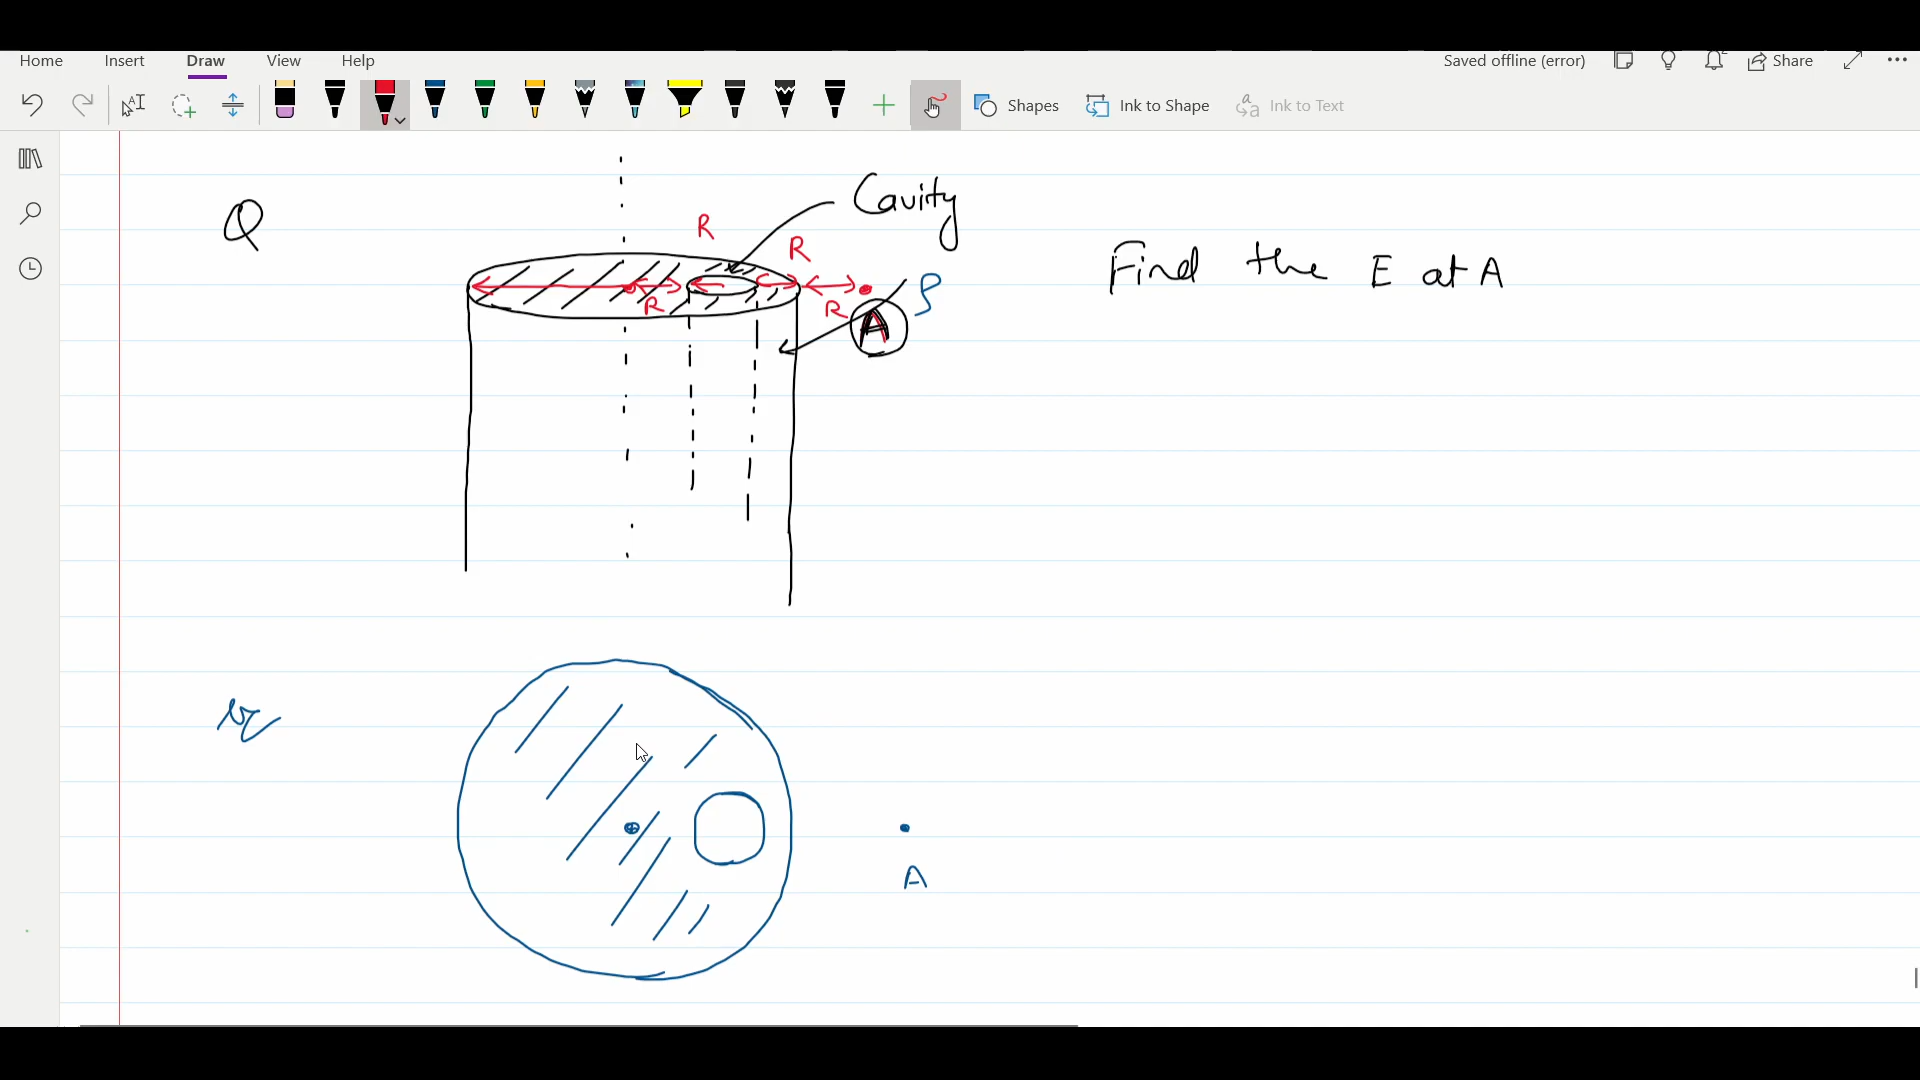 Home Insert Draw View Help Saved offline (error) Share
Shapes Ink to Shape Ink to Text
Q
Cavity
R
R
R
R
ρ
A
Find the E at A
A